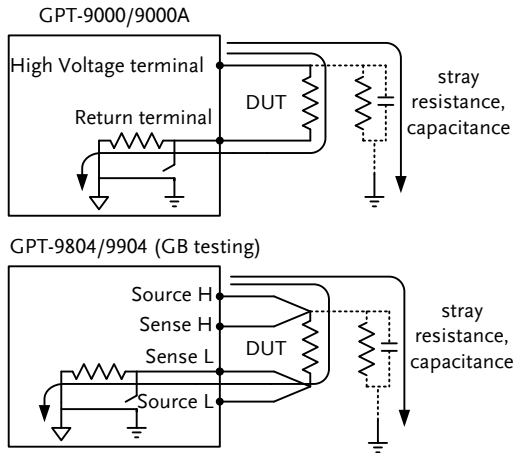 GPT-9000/9000A
High Voltage terminal
DUT
Return terminal
stray
resistance,
capacitance
GPT-9804/9904 (GB testing)
Source H
Sense H
Sense L
DUT
Source L
stray
resistance,
capacitance